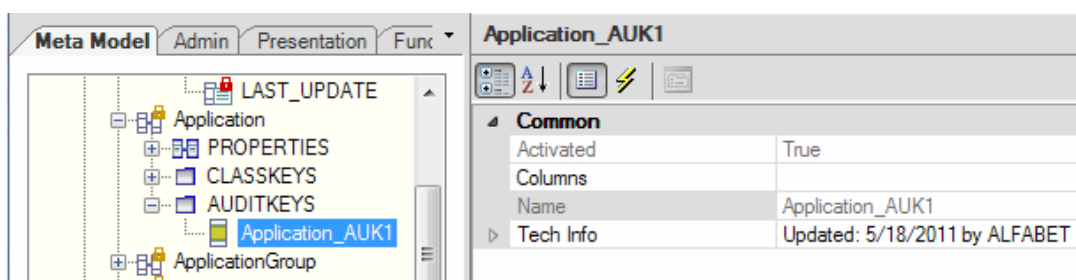 Meta Model Admin Presentation Func
LAST_UPDATE
Application
PROPERTIES
CLASSKEYS
AUDITKEYS
Application_AUK1
ApplicationGroup
Application_AUK1
Common
Activated True
Columns
Name Application_AUK1
Tech Info Updated: 5/18/2011 by ALFABET